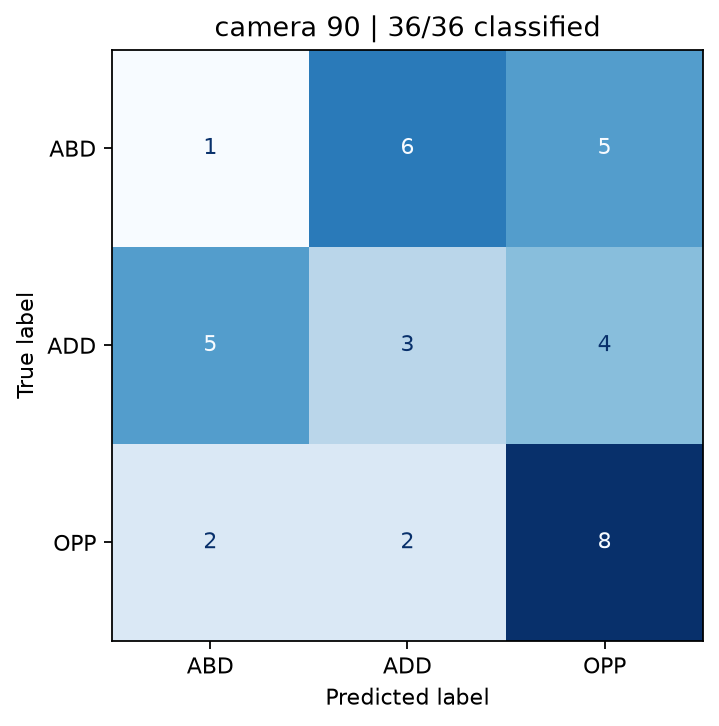 camera 90 | 36/36 classified
True label
ABD 1 6 5
ADD 5 3 4
OPP 2 2 8
ABD ADD OPP
Predicted label